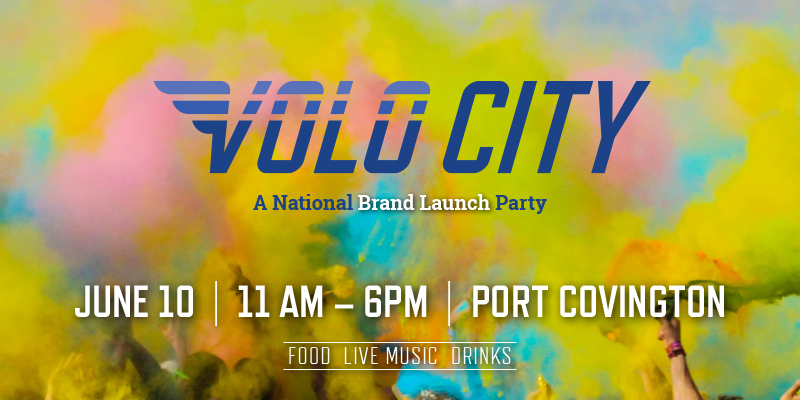 VOLO CITY
A National Brand Launch Party
JUNE 10 | 11 AM – 6PM | PORT COVINGTON
FOOD LIVE MUSIC DRINKS